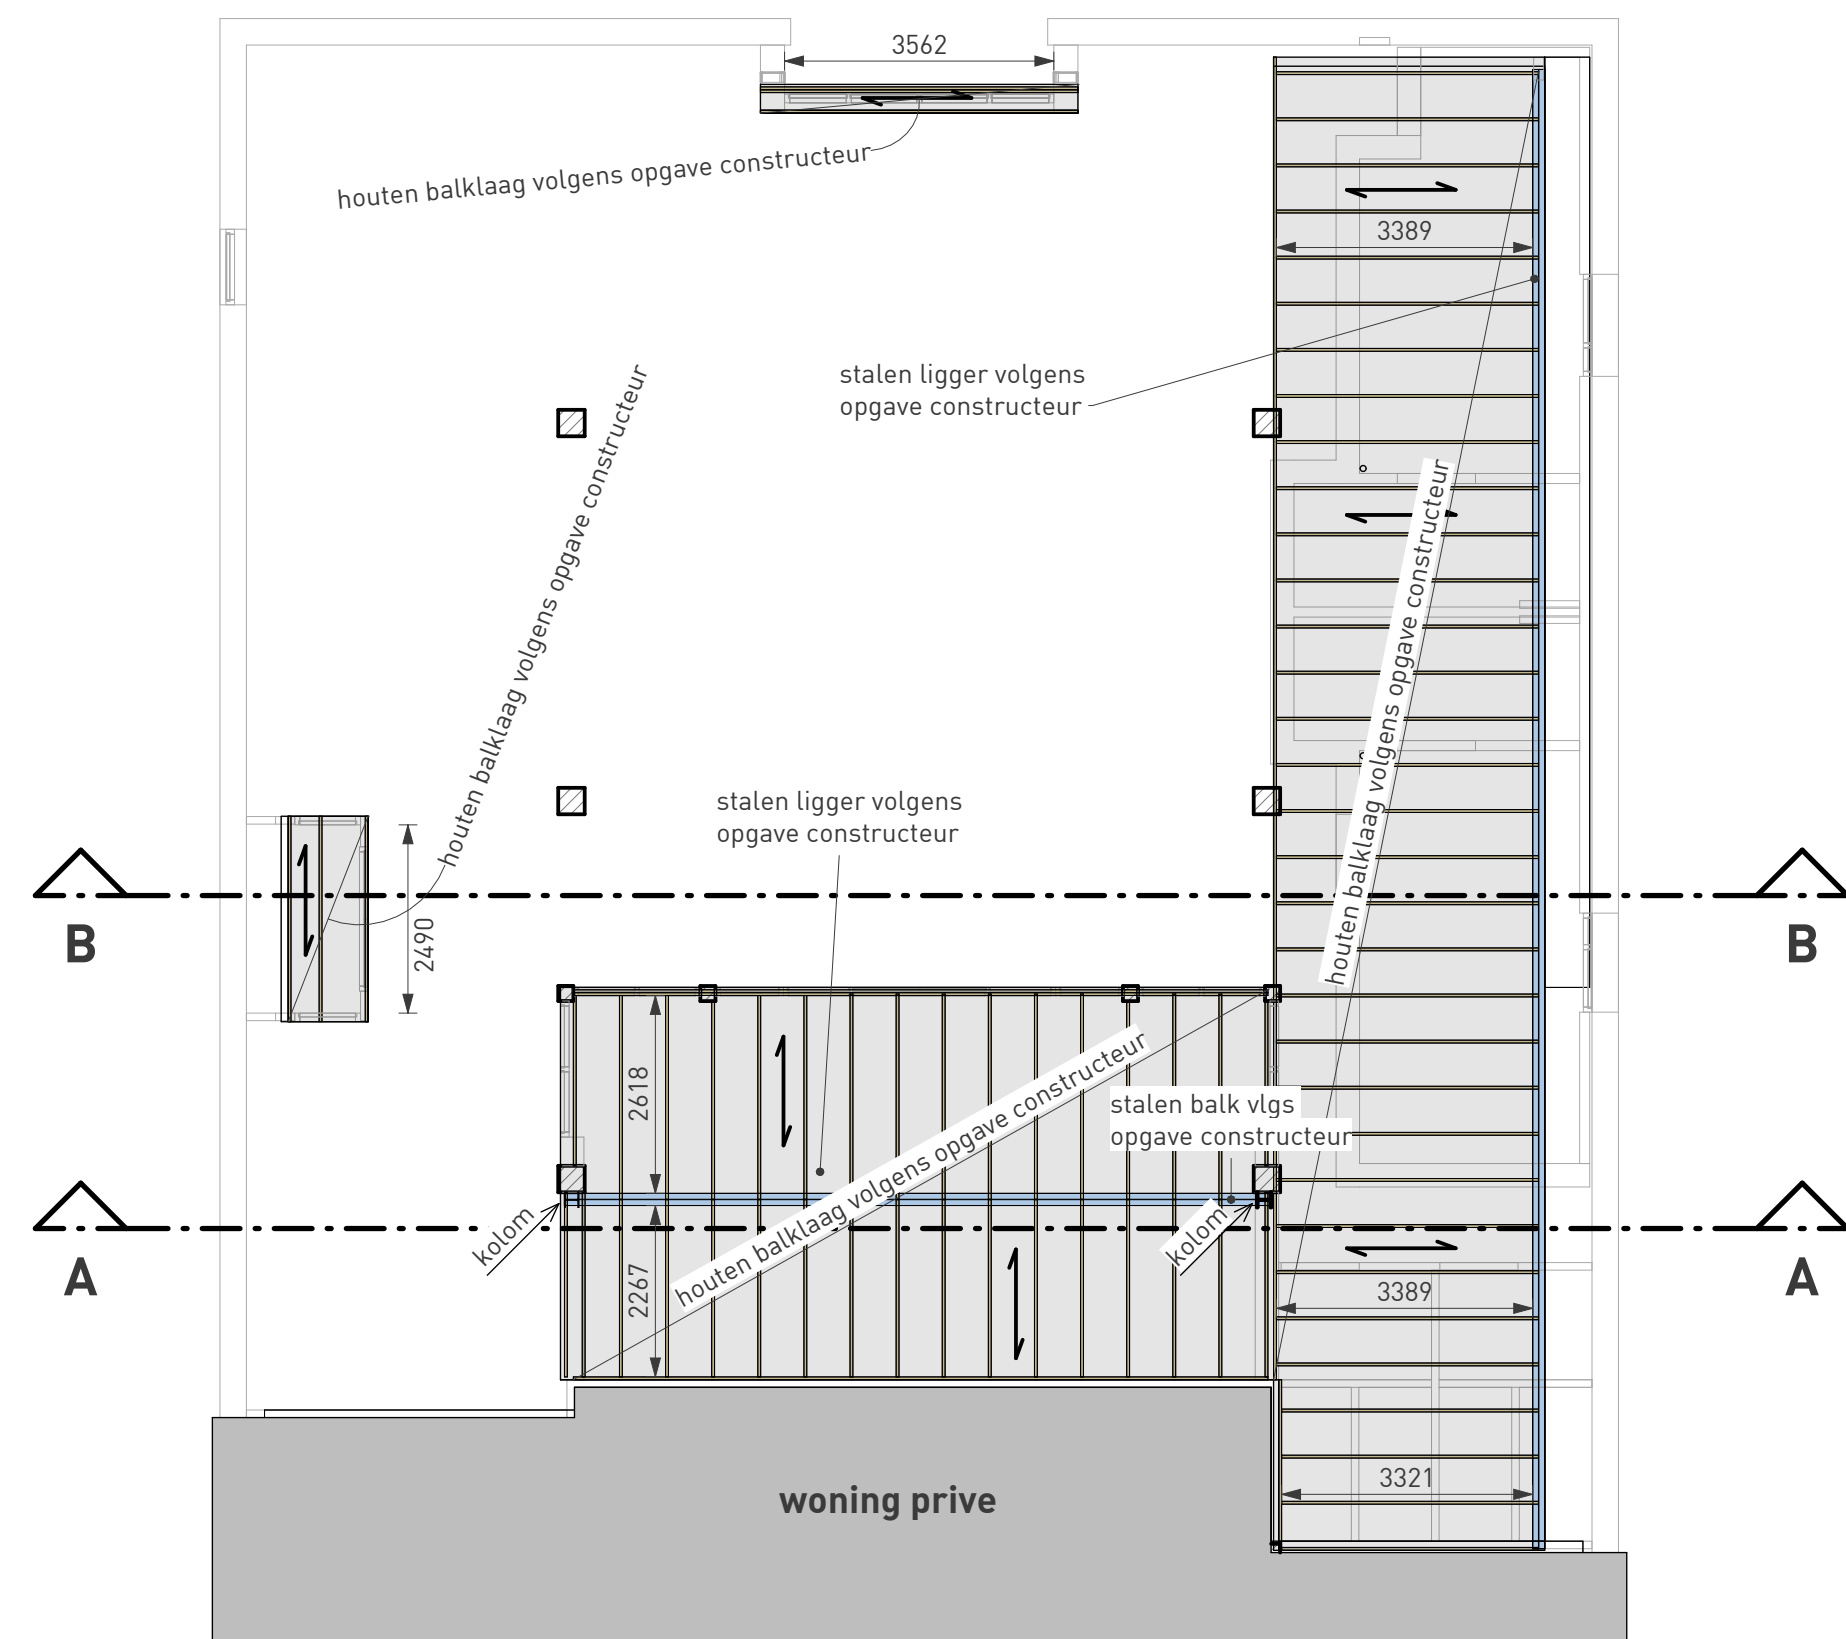 3562
houten balklaag volgens opgave constructeur
3389
stalen ligger volgens
opgave constructeur
houten balklaag volgens opgave constructeur
houten balklaag volgens opgave constructeur
stalen ligger volgens
opgave constructeur
B
B
2490
2618
houten balklaag volgens opgave constructeur
stalen balk vlgs
opgave constructeur
kolom
kolom
A
A
2267
3389
3321
woning prive